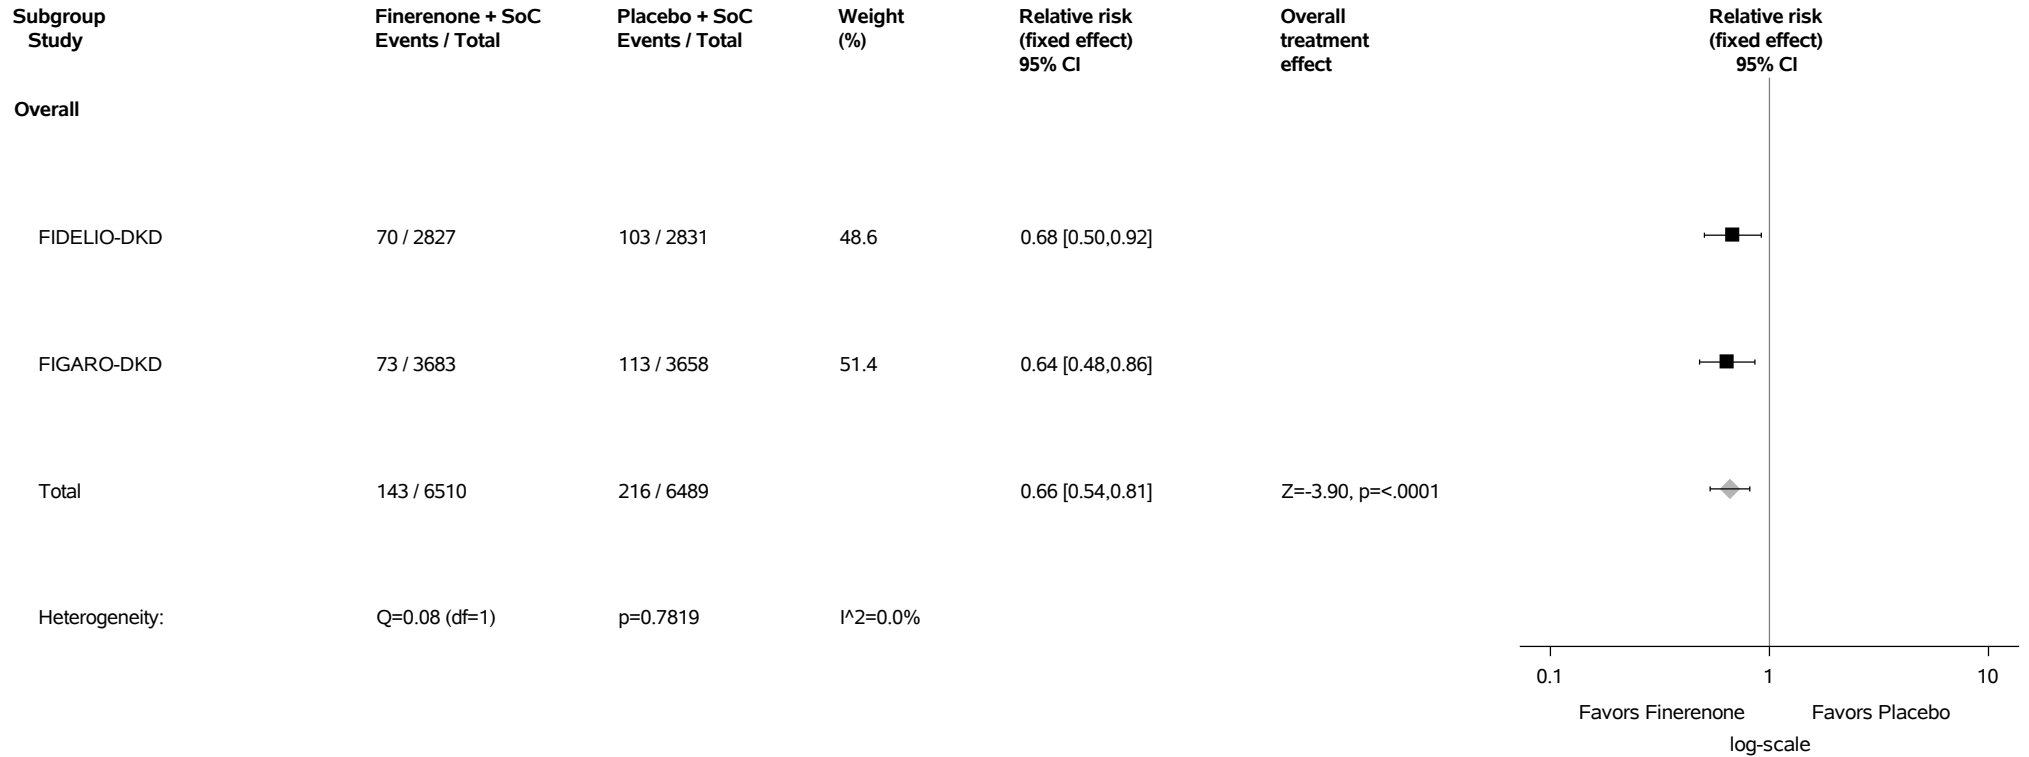 Subgroup Finerenone + SoC Placebo + SoC Weight Relative risk Overall Relative risk
Study Events / Total Events / Total (%) (fixed effect) treatment (fixed effect)
95% CI effect 95% CI
Overall
FIDELIO-DKD 70 / 2827 103 / 2831 48.6 0.68 [0.50,0.92]
FIGARO-DKD 73 / 3683 113 / 3658 51.4 0.64 [0.48,0.86]
Total 143 / 6510 216 / 6489 0.66 [0.54,0.81] Z=-3.90, p=<.0001
Heterogeneity: Q=0.08 (df=1) p=0.7819 I^2=0.0%
0.1 1 10
Favors Finerenone Favors Placebo
log-scale